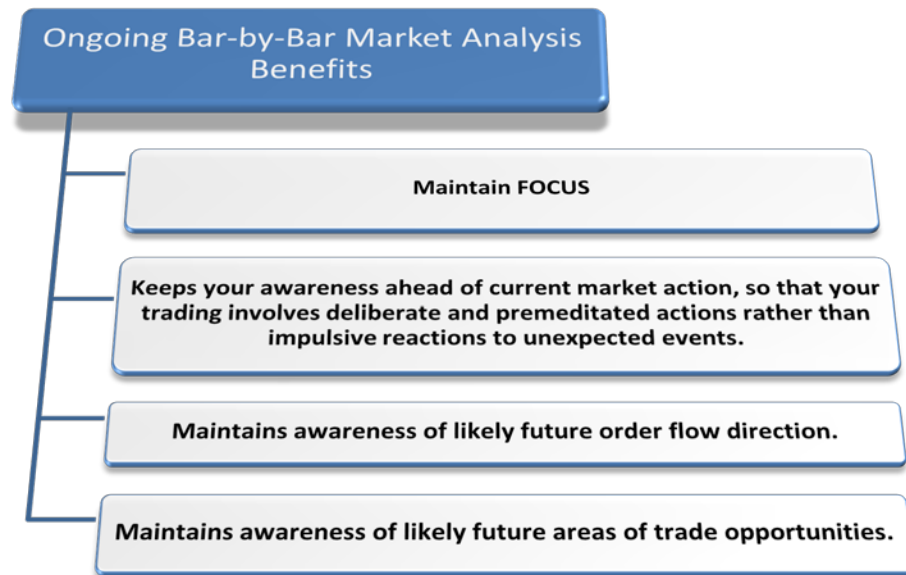 Ongoing Bar-by-Bar Market Analysis
Benefits
Maintain FOCUS
Keeps your awareness ahead of current market action, so that your
trading involves deliberate and premeditated actions rather than
impulsive reactions to unexpected events.
Maintains awareness of likely future order flow direction.
Maintains awareness of likely future areas of trade opportunities.